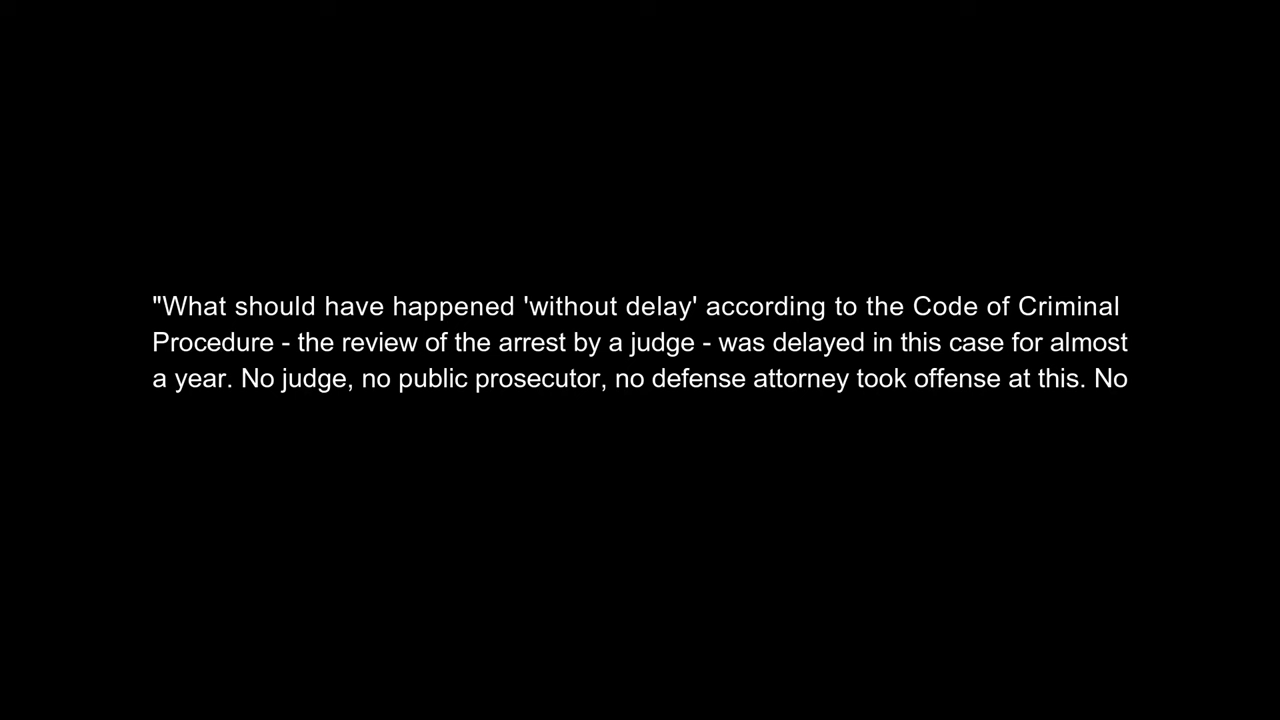 "What should have happened 'without delay' according to the Code of Criminal
Procedure - the review of the arrest by a judge - was delayed in this case for almost
a year. No judge, no public prosecutor, no defense attorney took offense at this. No